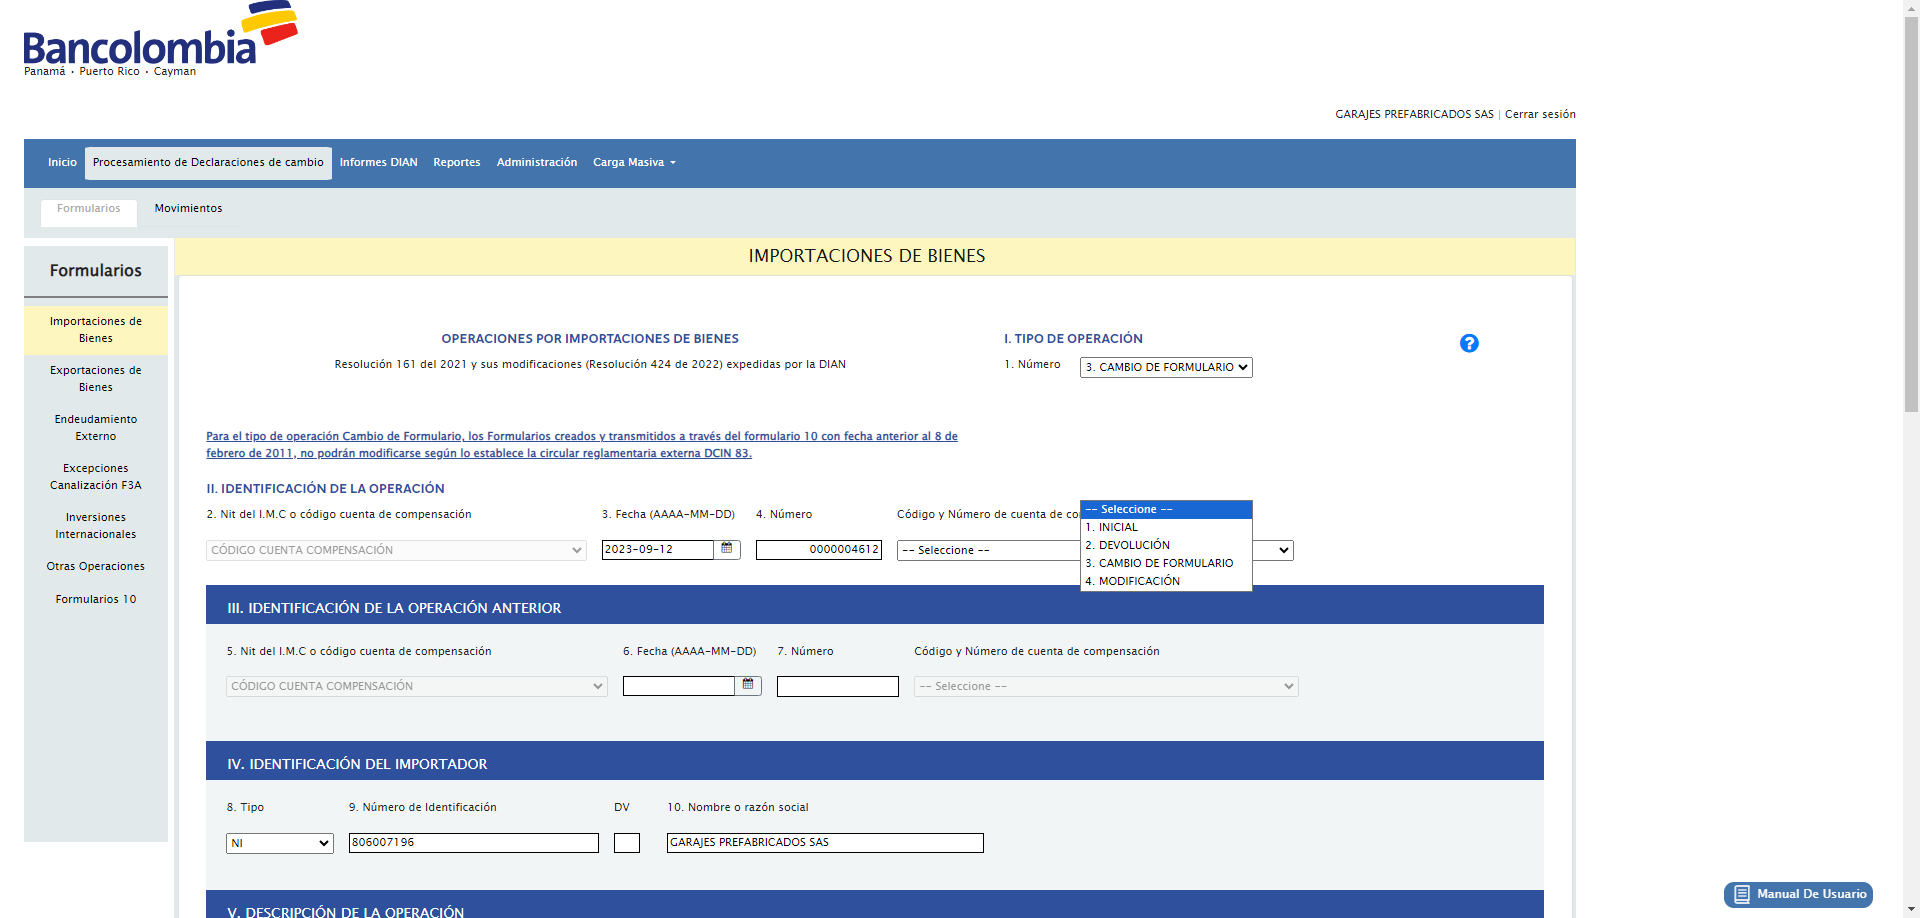 Bancolombia
Panamá • Puerto Rico • Cayman
GARAJES PREFABRICADOS SAS | Cerrar sesión
Inicio Procesamiento de Declaraciones de cambio Informes DIAN Reportes Administración Carga Masiva
Formularios Movimientos
Formularios
Importaciones de
Bienes
Exportaciones de
Bienes
Endeudamiento
Externo
Excepciones
Canalización F3A
Inversiones
Internacionales
Otras Operaciones
Formularios 10
IMPORTACIONES DE BIENES
OPERACIONES POR IMPORTACIONES DE BIENES
Resolución 161 del 2021 y sus modificaciones (Resolución 424 de 2022) expedidas por la DIAN
I. TIPO DE OPERACIÓN
1. Número 3. CAMBIO DE FORMULARIO
?
Para el tipo de operación Cambio de Formulario, los Formularios creados y transmitidos a través del formulario 10 con fecha anterior al 8 de
febrero de 2011, no podrán modificarse según lo establece la circular reglamentaria externa DCIN 83.
II. IDENTIFICACIÓN DE LA OPERACIÓN
2. Nit del I.M.C o código cuenta de compensación 3. Fecha (AAAA-MM-DD) 4. Número Código y Número de cuenta de co
CÓDIGO CUENTA COMPENSACIÓN 2023-09-12 0000004612 -- Seleccione --
-- Seleccione --
1. INICIAL
2. DEVOLUCIÓN
3. CAMBIO DE FORMULARIO
4. MODIFICACIÓN
III. IDENTIFICACIÓN DE LA OPERACIÓN ANTERIOR
5. Nit del I.M.C o código cuenta de compensación 6. Fecha (AAAA-MM-DD) 7. Número Código y Número de cuenta de compensación
CÓDIGO CUENTA COMPENSACIÓN -- Seleccione --
IV. IDENTIFICACIÓN DEL IMPORTADOR
8. Tipo 9. Número de Identificación DV 10. Nombre o razón social
NI 806007196 GARAJES PREFABRICADOS SAS
V. DESCRIPCIÓN DE LA OPERACIÓN
Manual De Usuario